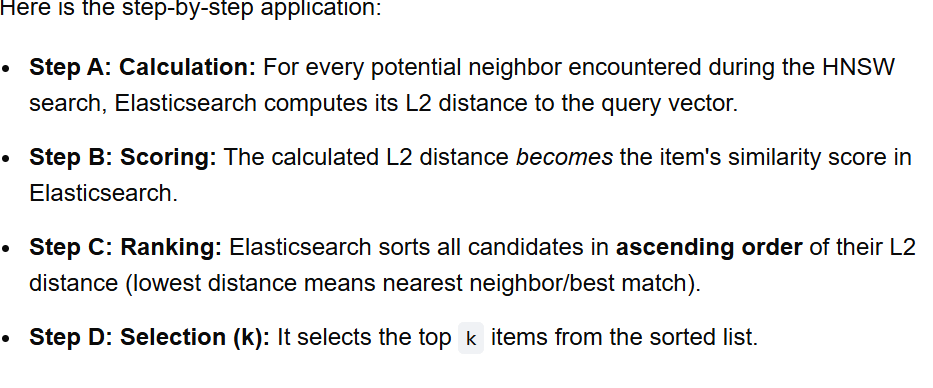 Here is the step-by-step application:
• Step A: Calculation: For every potential neighbor encountered during the HNSW
search, Elasticsearch computes its L2 distance to the query vector.
• Step B: Scoring: The calculated L2 distance becomes the item's similarity score in
Elasticsearch.
• Step C: Ranking: Elasticsearch sorts all candidates in ascending order of their L2
distance (lowest distance means nearest neighbor/best match).
• Step D: Selection (k): It selects the top k items from the sorted list.